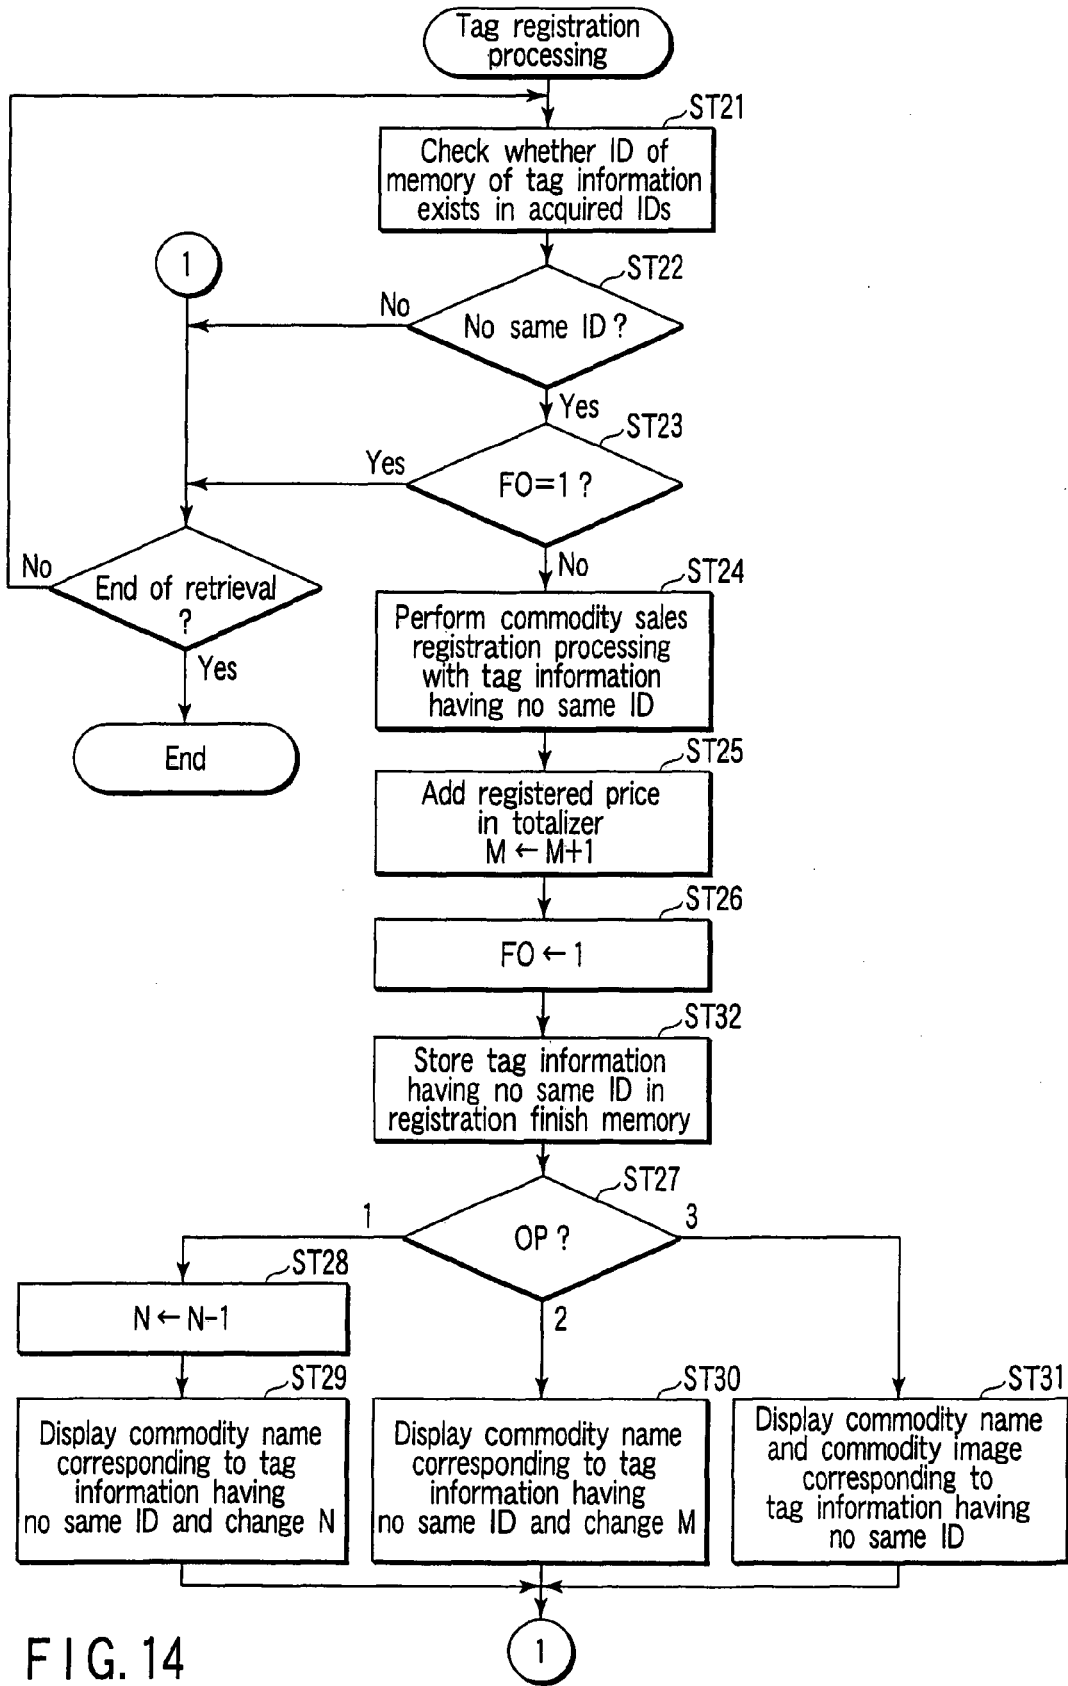 Tag registration
processing
ST21
Check whether ID of
memory of tag information
exists in acquired IDs
1
ST22
No
No same ID?
Yes
ST23
Yes
FO=1?
No
End of retrieval
?
No
Yes
End
ST24
Perform commodity sales
registration processing
with tag information
having no same ID
ST25
Add registered price
in totalizer
M←M+1
ST26
FO←1
ST32
Store tag information
having no same ID in
registration finish memory
ST27
1
OP?
3
2
ST28
N←N-1
ST29
Display commodity name
corresponding to tag
information having
no same ID and change N
ST30
Display commodity name
corresponding to tag
information having
no same ID and change M
ST31
Display commodity name
and commodity image
corresponding to
tag information having
no same ID
1
FIG. 14